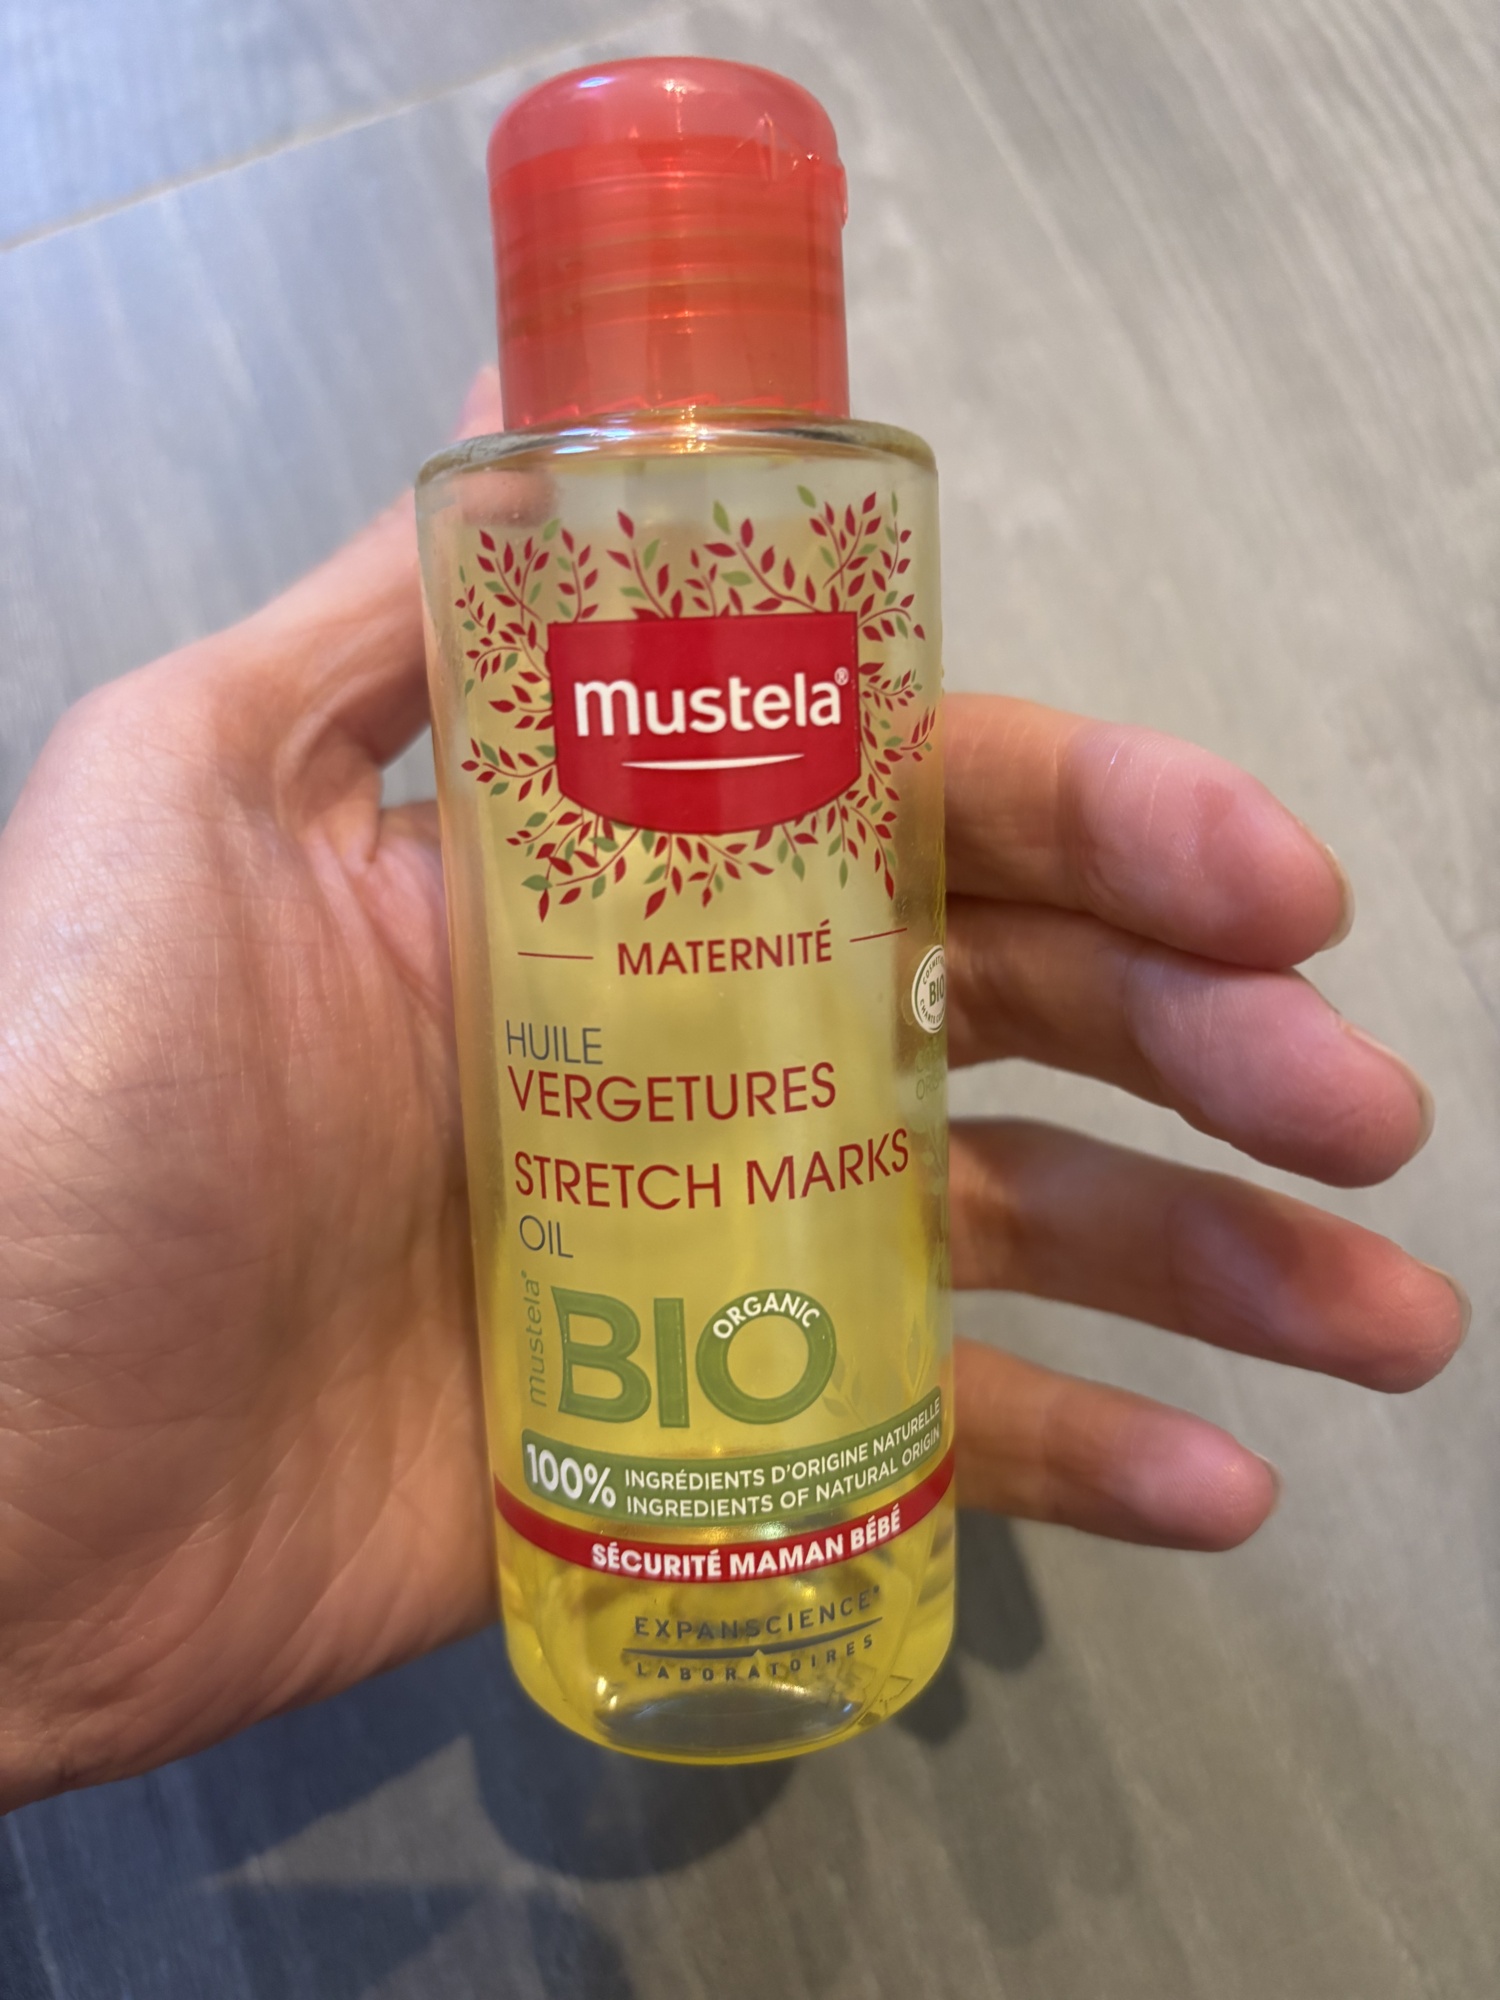 mustela®
MATERNITÉ
BIO
HUILE
VERGETURES
STRETCH MARKS
OIL
mustela®
BIO
ORGANIC
100% INGRÉDIENTS D'ORIGINE NATURELLE
INGREDIENTS OF NATURAL ORIGIN
SÉCURITÉ MAMAN BÉBÉ
EXPANSCIENCE®
LABORATOIRES